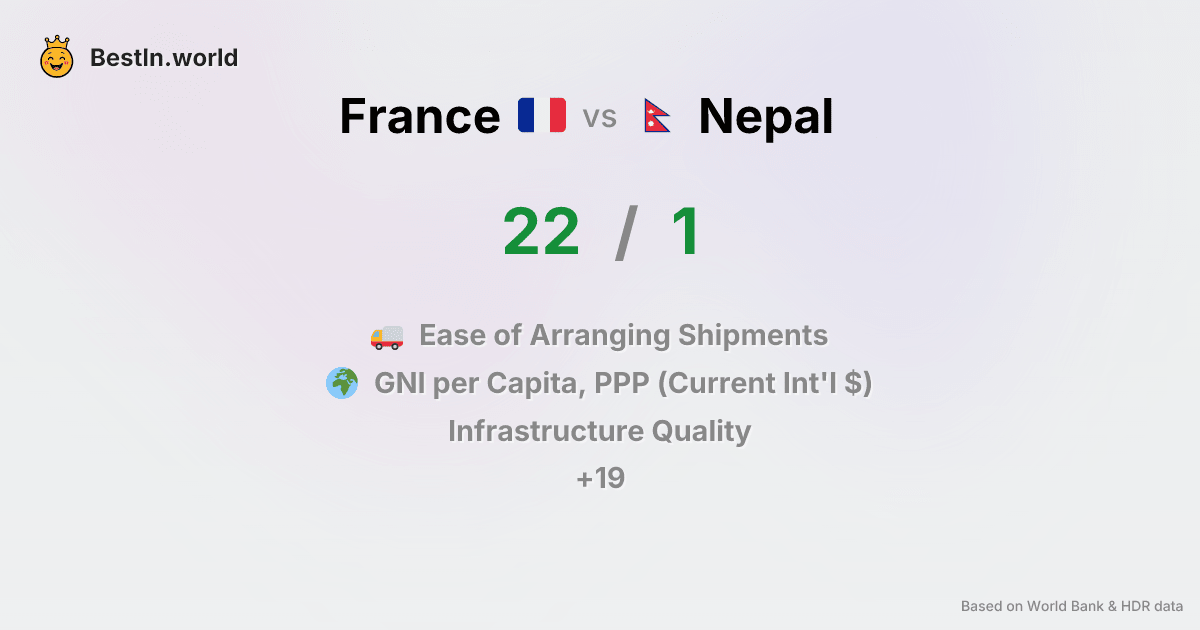 BestIn.world
France vs Nepal
22 / 1
Ease of Arranging Shipments
GNI per Capita, PPP (Current Int'l $)
Infrastructure Quality
+19
Based on World Bank & HDR data